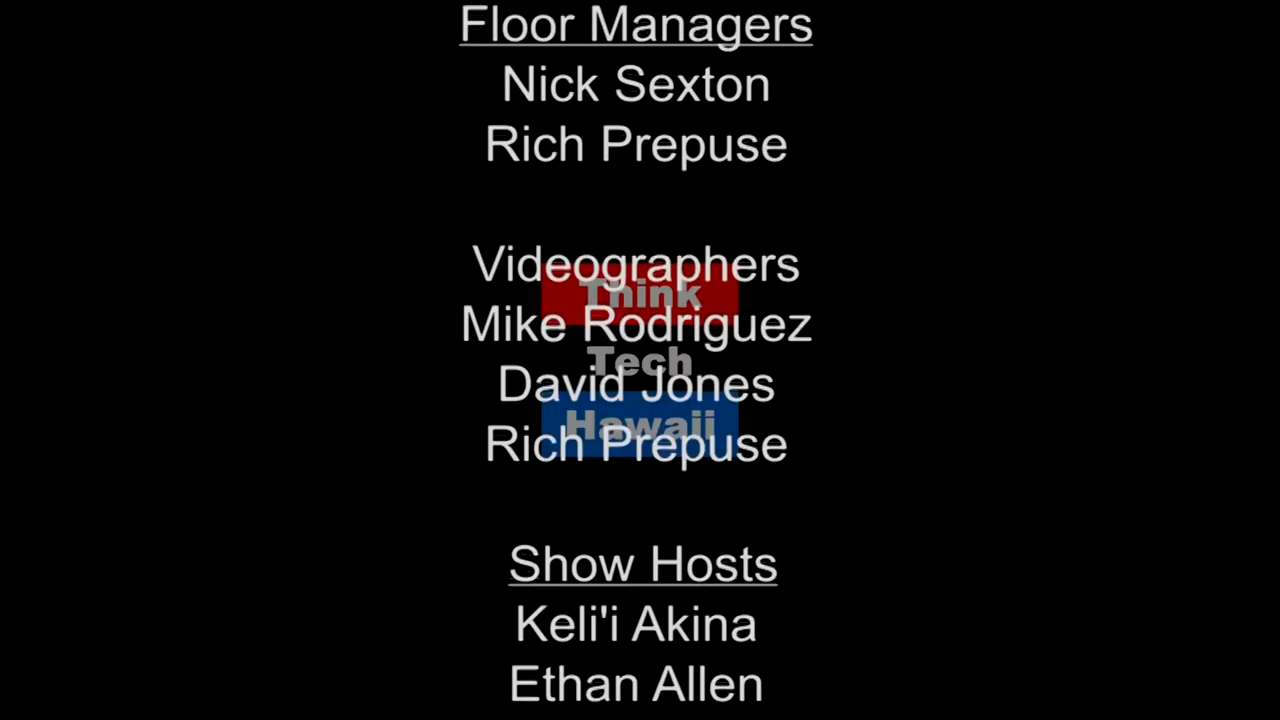 Floor Managers
Nick Sexton
Rich Prepuse
Videographers
Think
Mike Rodriguez
Tech
David Jones
Hawaii
Rich Prepuse
Show Hosts
Keli'i Akina
Ethan Allen